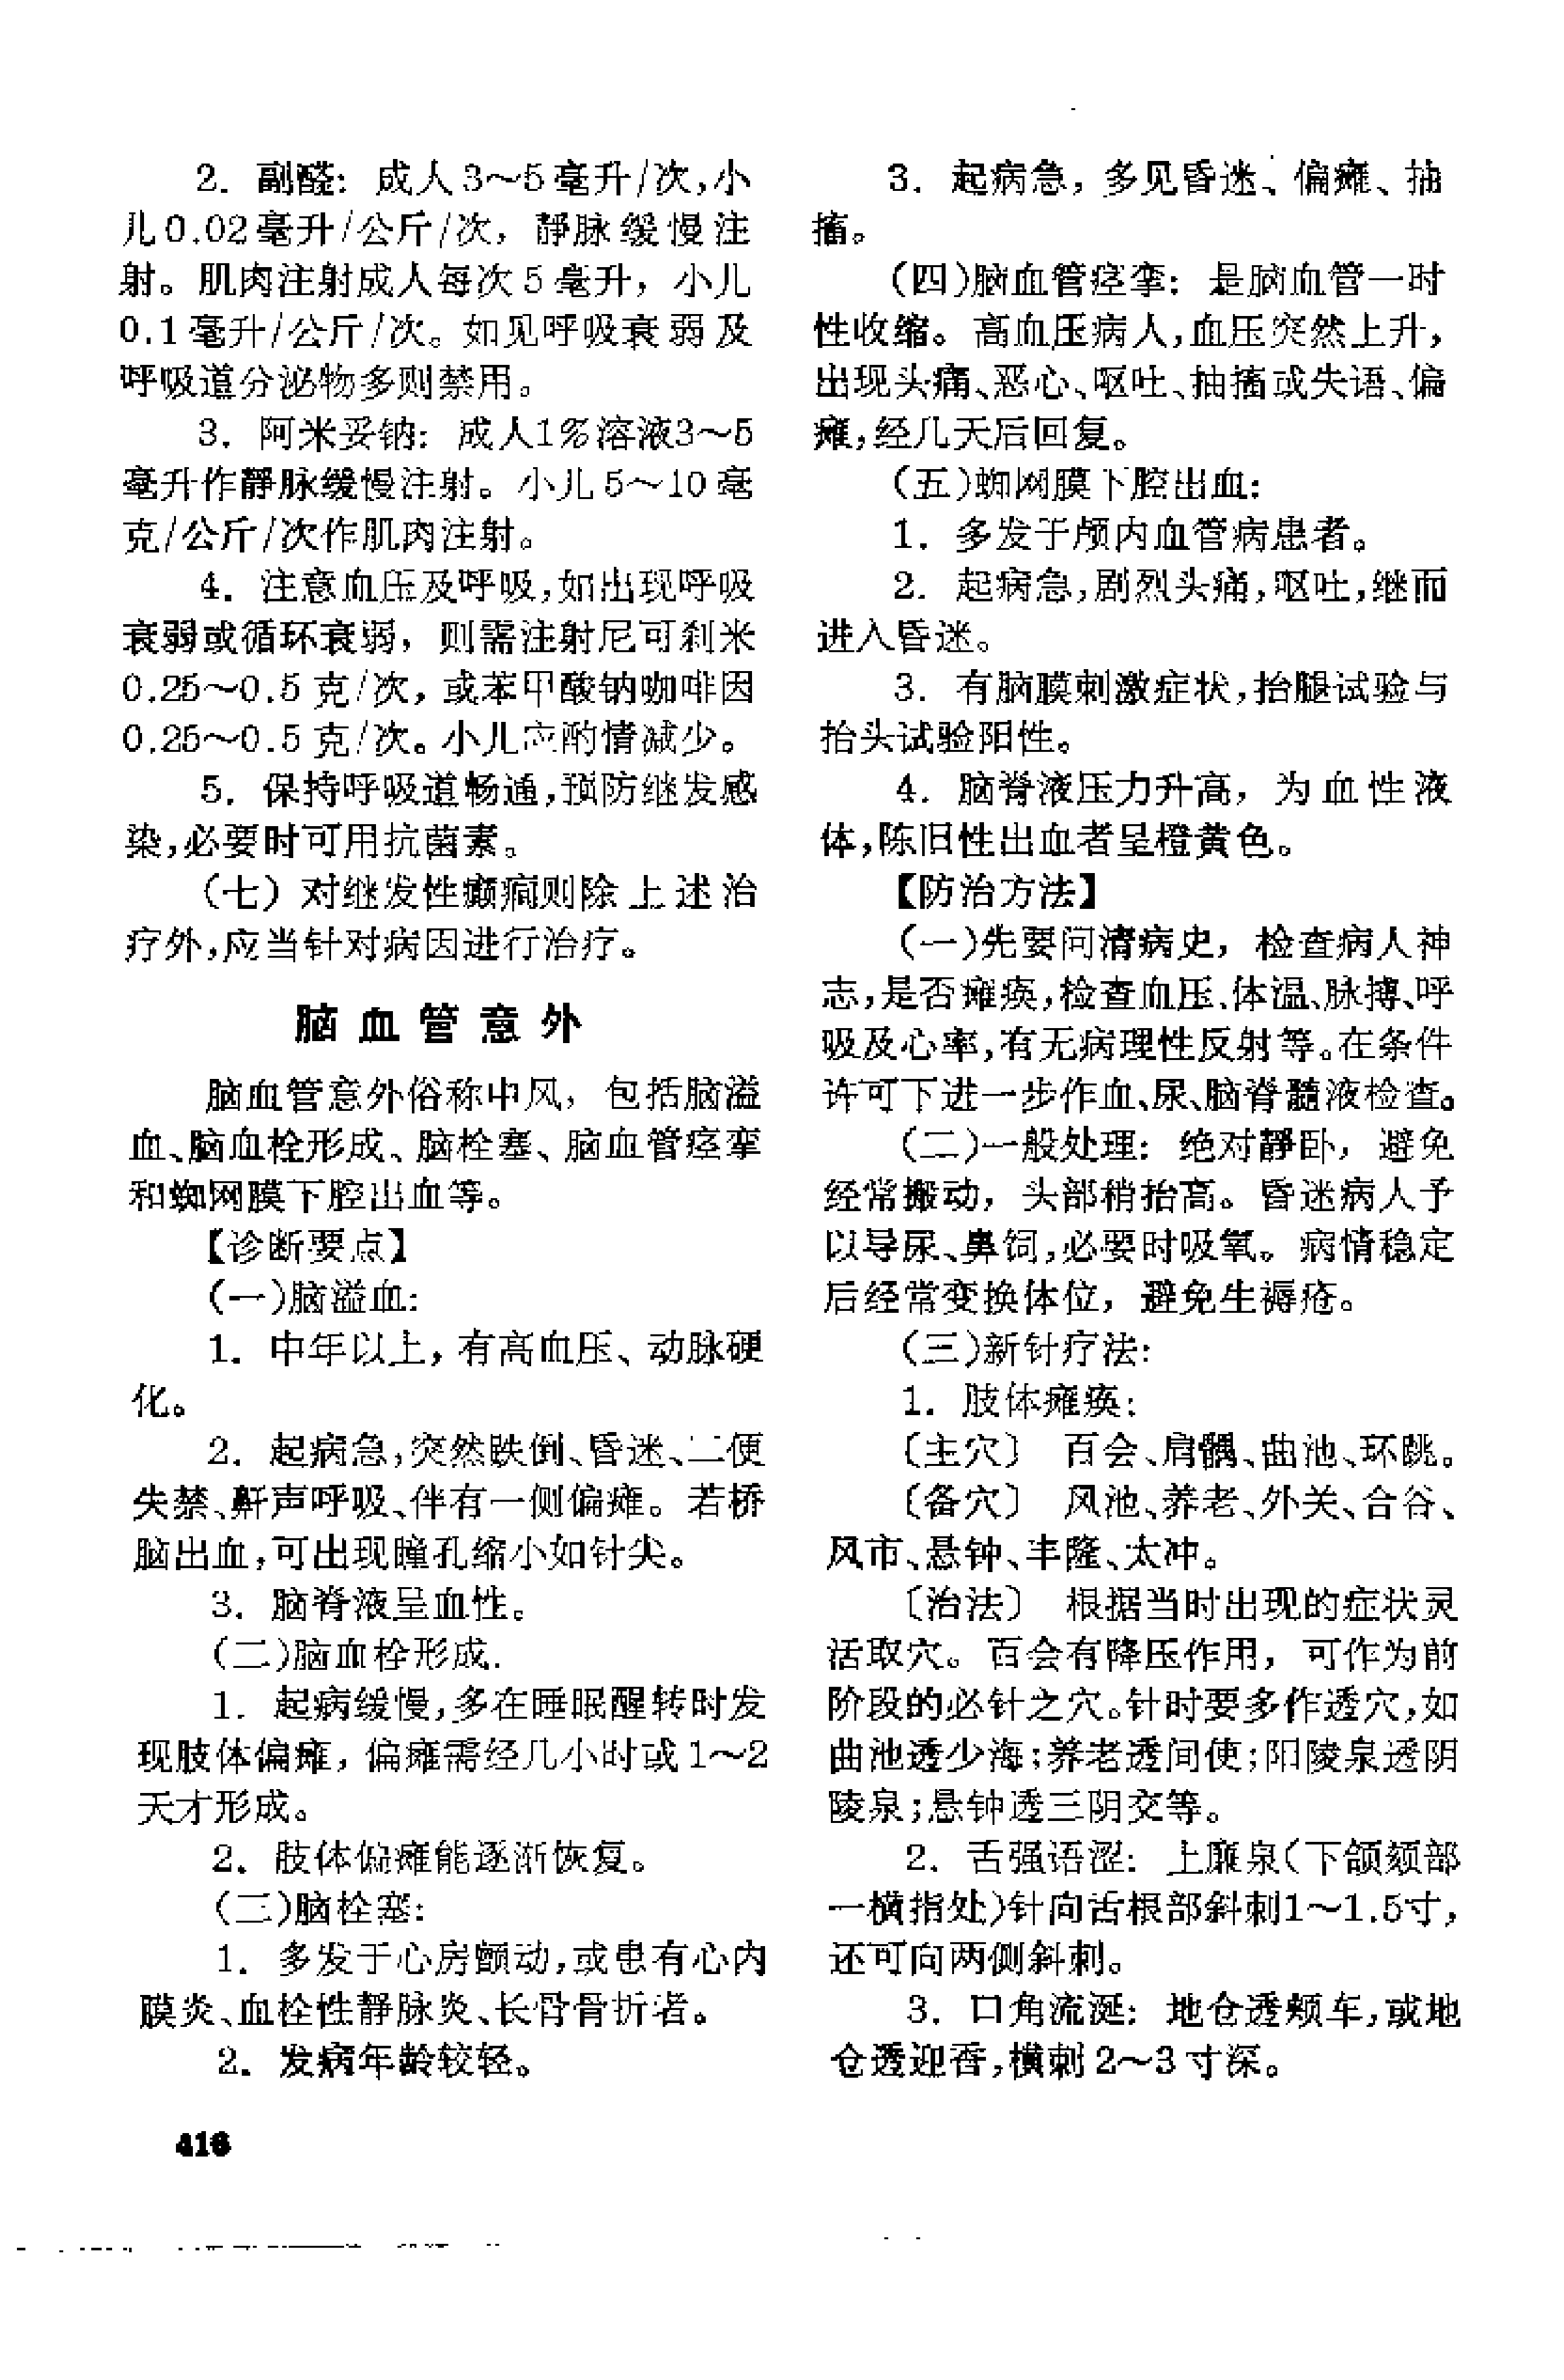 2. 副醛：成人3～5毫升/次，小
儿0.02毫升/公斤/次，静脉缓慢注
射。肌肉注射成人每次5毫升，小儿
0.1毫升/公斤/次。如见呼吸衰弱及
呼吸道分泌物多则禁用。
3. 阿米妥钠：成人1%溶液3～5
毫升作静脉缓慢注射。小儿5～10毫
克/公斤/次作肌肉注射。
4. 注意血压及呼吸，如出现呼吸
衰弱或循环衰弱，则需注射尼可刹米
0.25～0.5克/次，或苯甲酸钠咖啡因
0.25～0.5克/次。小儿应酌情减少。
5. 保持呼吸道畅通，预防继发感
染，必要时可用抗菌素。
（七）对继发性癫痫则除上述治
疗外，应当针对病因进行治疗。
脑血管意外
脑血管意外俗称中风，包括脑溢
血、脑血栓形成、脑栓塞、脑血管痉挛
和蜘网膜下腔出血等。
【诊断要点】
（一）脑溢血：
1. 中年以上，有高血压、动脉硬
化。
2. 起病急，突然跌倒、昏迷、二便
失禁、鼾声呼吸、伴有一侧偏瘫。若桥
脑出血，可出现瞳孔缩小如针尖。
3. 脑脊液呈血性。
（二）脑血栓形成.
1. 起病缓慢，多在睡眠醒转时发
现肢体偏瘫，偏瘫需经几小时或1～2
天才形成。
2. 肢体偏瘫能逐渐恢复。
（三）脑栓塞：
1. 多发于心房颤动，或患有心内
膜炎、血栓性静脉炎、长骨骨折者。
2. 发病年龄较轻。
3. 起病急，多见昏迷、偏瘫、抽
搐。
（四）脑血管痉挛：是脑血管一时
性收缩。高血压病人，血压突然上升，
出现头痛、恶心、呕吐、抽搐或失语、偏
瘫，经几天后回复。
（五）蜘网膜下腔出血：
1. 多发于颅内血管病患者。
2. 起病急，剧烈头痛，呕吐，继而
进入昏迷。
3. 有脑膜刺激症状，抬腿试验与
抬头试验阳性。
4. 脑脊液压力升高，为血性液
体，陈旧性出血者呈橙黄色。
【防治方法】
（一）先要问清病史，检查病人神
志，是否瘫痪，检查血压、体温、脉搏、呼
吸及心率，有无病理性反射等。在条件
许可下进一步作血、尿、脑脊髓液检查。
（二）一般处理：绝对静卧，避免
经常搬动，头部稍抬高。昏迷病人予
以导尿、鼻饲，必要时吸氧。病情稳定
后经常变换体位，避免生褥疮。
（三）新针疗法：
1. 肢体瘫痪：
〔主穴〕 百会、肩髃、曲池、环跳。
〔备穴〕 风池、养老、外关、合谷、
风市、悬钟、丰隆、太冲。
〔治法〕 根据当时出现的症状灵
活取穴。百会有降压作用，可作为前
阶段的必针之穴。针时要多作透穴，如
曲池透少海；养老透间使；阳陵泉透阴
陵泉；悬钟透三阴交等。
2. 舌强语涩：上廉泉（下颌颏部
一横指处）针向舌根部斜刺1～1.5寸，
还可向两侧斜刺。
3. 口角流涎：地仓透颊车，或地
仓透迎香，横刺2～3寸深。
416